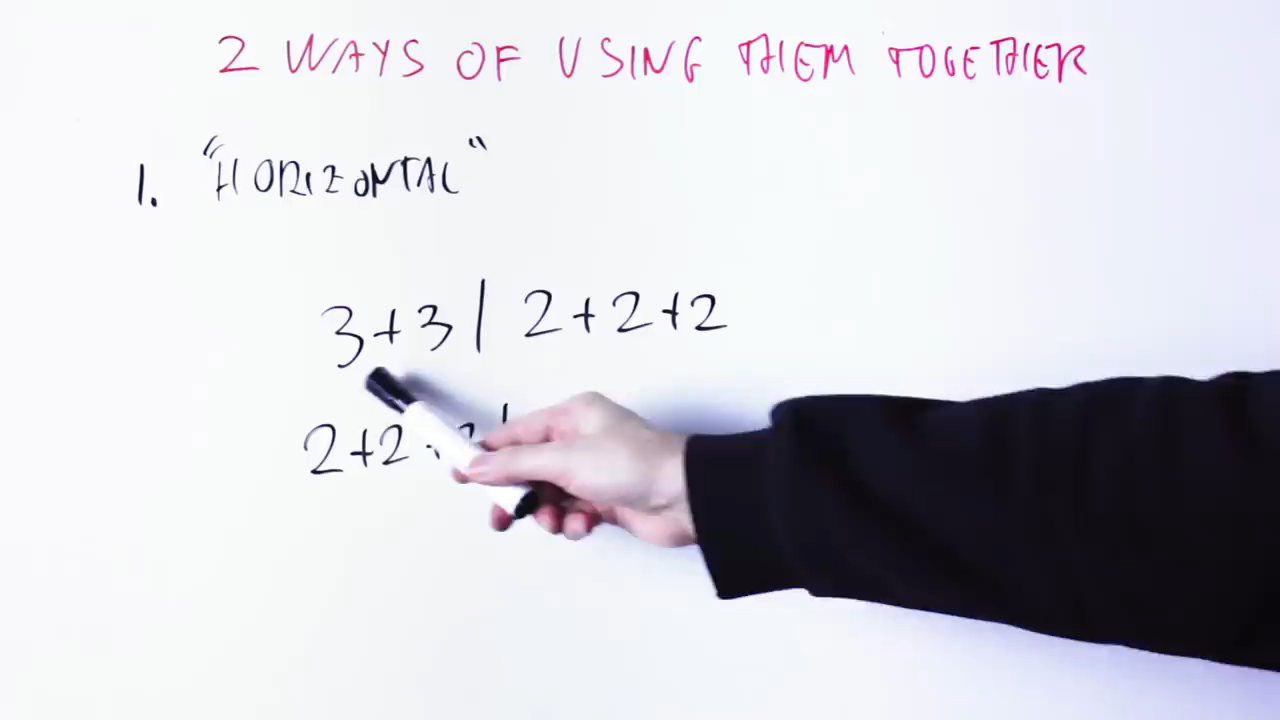 2 WAYS OF USING THEM TOGETHER
1. "HORIZONTAL"
3+3 | 2+2+2
2+2